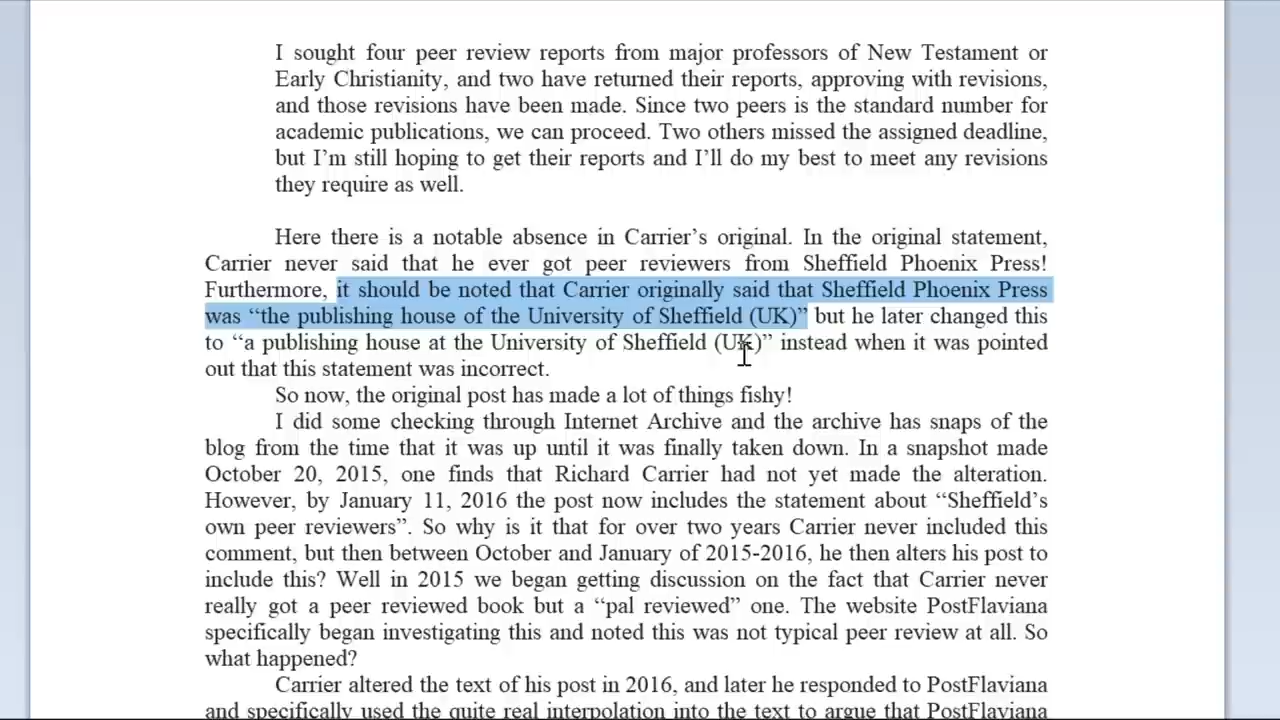 I sought four peer review reports from major professors of New Testament or
Early Christianity, and two have returned their reports, approving with revisions,
and those revisions have been made. Since two peers is the standard number for
academic publications, we can proceed. Two others missed the assigned deadline,
but I’m still hoping to get their reports and I’ll do my best to meet any revisions
they require as well.
Here there is a notable absence in Carrier’s original. In the original statement,
Carrier never said that he ever got peer reviewers from Sheffield Phoenix Press!
Furthermore, it should be noted that Carrier originally said that Sheffield Phoenix Press
was “the publishing house of the University of Sheffield (UK)” but he later changed this
to “a publishing house at the University of Sheffield (UK)” instead when it was pointed
out that this statement was incorrect.
So now, the original post has made a lot of things fishy!
I did some checking through Internet Archive and the archive has snaps of the
blog from the time that it was up until it was finally taken down. In a snapshot made
October 20, 2015, one finds that Richard Carrier had not yet made the alteration.
However, by January 11, 2016 the post now includes the statement about “Sheffield’s
own peer reviewers”. So why is it that for over two years Carrier never included this
comment, but then between October and January of 2015-2016, he then alters his post to
include this? Well in 2015 we began getting discussion on the fact that Carrier never
really got a peer reviewed book but a “pal reviewed” one. The website PostFlaviana
specifically began investigating this and noted this was not typical peer review at all. So
what happened?
Carrier altered the text of his post in 2016, and later he responded to PostFlaviana
and specifically used the quite real interpolation into the text to argue that PostFlaviana